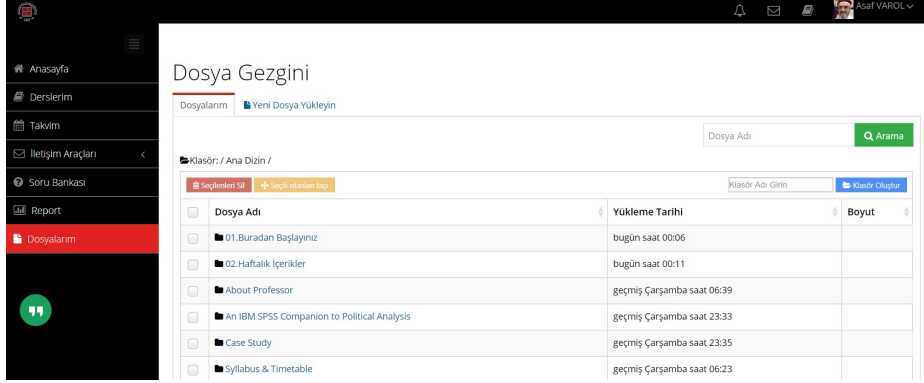 Asaf VAROL
Anasayfa
Derslerim
Takvim
İletişim Araçları
Soru Bankası
Report
Dosyalarım
Dosya Gezgini
Dosyalarım Yeni Dosya Yükleyin
Dosya Adı Arama
Klasör: / Ana Dizin /
Seçilenleri Sil Seçili olanları taşı Klasör Adı Girin Klasör Oluştur
Dosya Adı Yükleme Tarihi Boyut
01.Buradan Başlayınız bugün saat 00:06
02.Haftalık İçerikler bugün saat 00:11
About Professor geçmiş Çarşamba saat 06:39
An IBM SPSS Companion to Political Analysis geçmiş Çarşamba saat 23:33
Case Study geçmiş Çarşamba saat 23:35
Syllabus & Timetable geçmiş Çarşamba saat 06:23